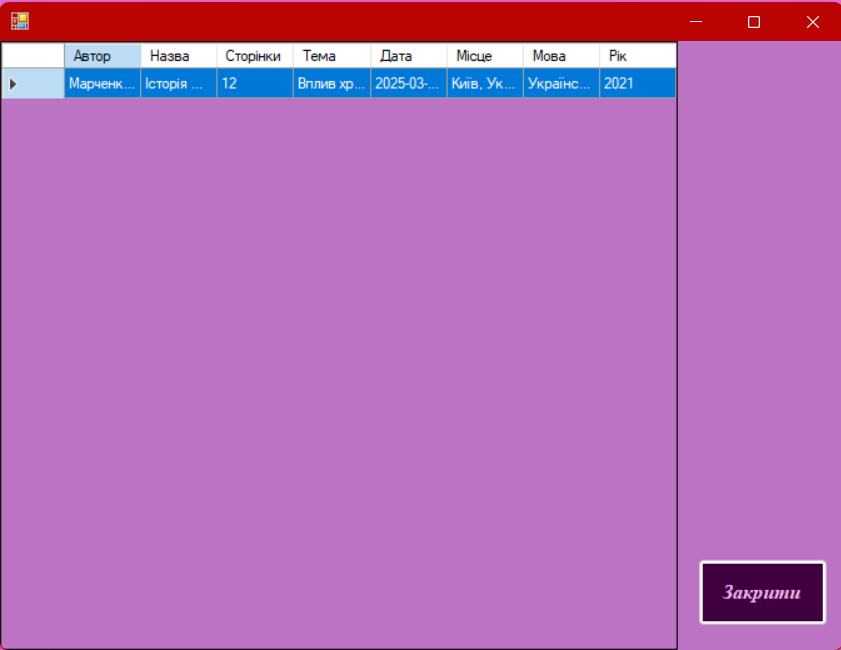 Автор Назва Сторінки Тема Дата Місце Мова Рік
Марченк... Історія ... 12 Вплив хр... 2025-03-... Київ, Ук... Українс... 2021
Закрити